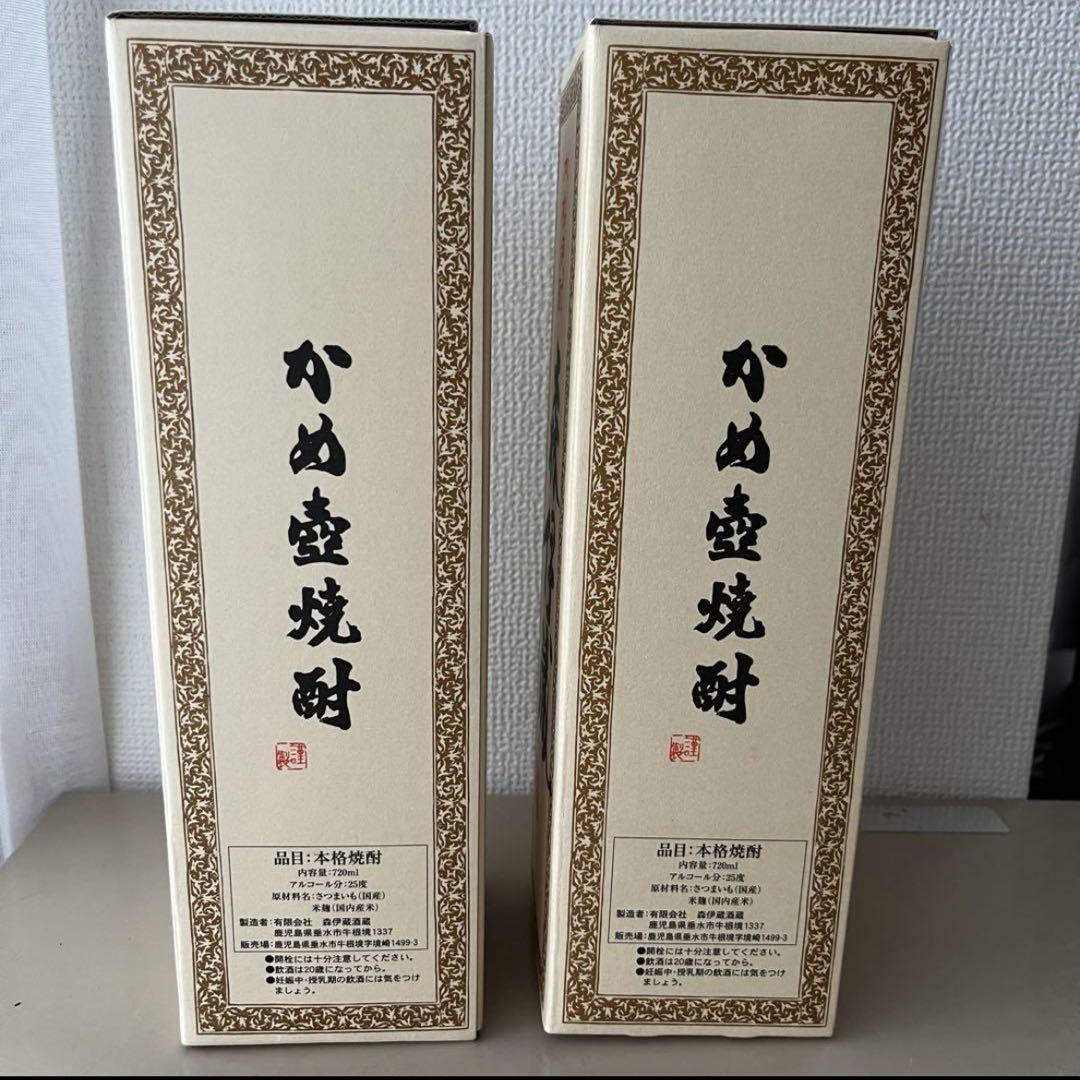 かめ壺焼酎
謹製
品目:本格焼酎
内容量:720ml
アルコール分:25度
原材料名:さつまいも(国産)
米麹(国内産米)
製造者:有限会社 森伊蔵酒蔵
鹿児島県垂水市牛根境1337
販売場:鹿児島県垂水市牛根境字境崎1499-3
●開栓には十分注意してください。
●飲酒は20歳になってから。
●妊娠中・授乳期の飲酒には気をつけ
ましょう。
かめ壺焼酎
謹製
品目:本格焼酎
内容量:720ml
アルコール分:25度
原材料名:さつまいも(国産)
米麹(国内産米)
製造者:有限会社 森伊蔵酒蔵
鹿児島県垂水市牛根境1337
販売場:鹿児島県垂水市牛根境字境崎1499-3
●開栓には十分注意してください。
●飲酒は20歳になってから。
●妊娠中・授乳期の飲酒には気をつけ
ましょう。